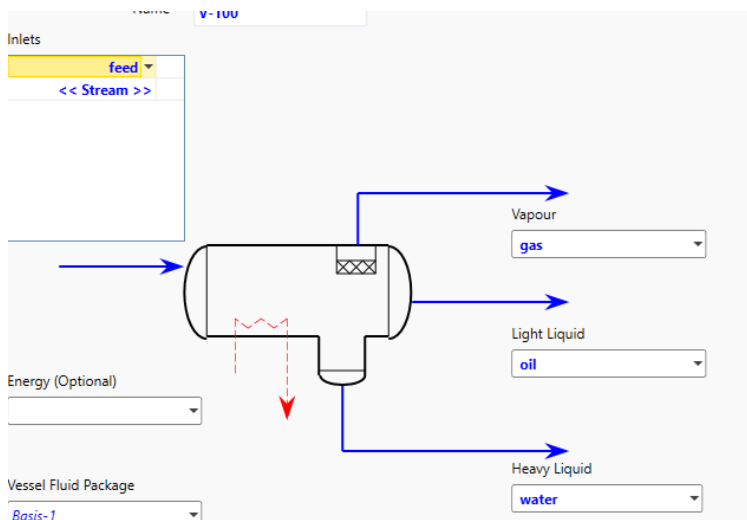 Name V-100
Inlets
feed
<< Stream >>
Vapour
gas
Light Liquid
oil
Energy (Optional)
Heavy Liquid
water
Vessel Fluid Package
Basis-1